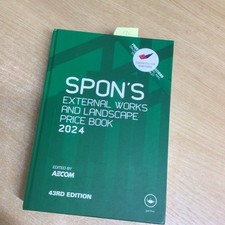 SPON'S
EXTERNAL WORKS
AND LANDSCAPE
PRICE BOOK
2024
EDITED BY
AECOM
43RD EDITION